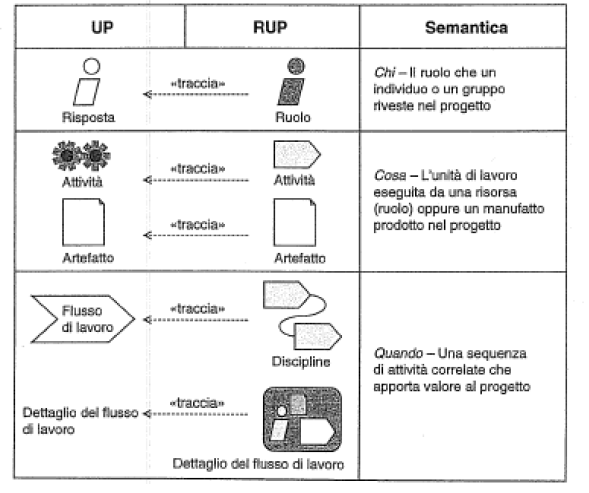 UP RUP Semantica
«traccia»
Risposta Ruolo
Chi – Il ruolo che un
individuo o un gruppo
riveste nel progetto
«traccia»
Attività Attività
«traccia»
Artefatto Artefatto
Cosa – L'unità di lavoro
eseguita da una risorsa
(ruolo) oppure un manufatto
prodotto nel progetto
Flusso
di lavoro
«traccia»
Discipline
«traccia»
Dettaglio del flusso
di lavoro
Dettaglio del flusso di lavoro
Quando – Una sequenza
di attività correlate che
apporta valore al progetto